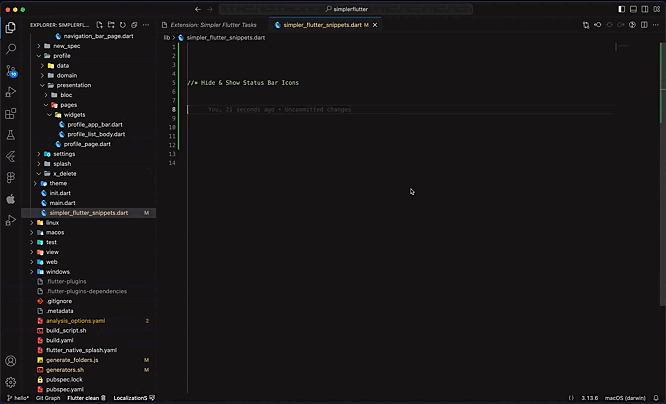 simplerflutter
EXPLORER: SIMPLERFL...
Extension: Simpler Flutter Tasks
simpler_flutter_snippets.dart M
lib > simpler_flutter_snippets.dart
navigation_bar_page.dart
new_spec
profile
data
domain
presentation
bloc
pages
widgets
profile_app_bar.dart
profile_list_body.dart
profile_page.dart
settings
splash
x_delete
theme
init.dart
main.dart
simpler_flutter_snippets.dart M
linux
macos
test
view
web
windows
.flutter-plugins
.flutter-plugins-dependencies
.gitignore
.metadata
analysis_options.yaml 2
build_script.sh
build.yaml
flutter_native_splash.yaml
generate_folders.js M
generators.sh M
pubspec.lock
pubspec.yaml
1
2
3
4
5 //* Hide & Show Status Bar Icons
6
7
8 You, 21 seconds ago • Uncommitted changes
9
10
11
12
13
14
hello* Git Graph Flutter clean LocalizationS 3.13.6 macOS (darwin)